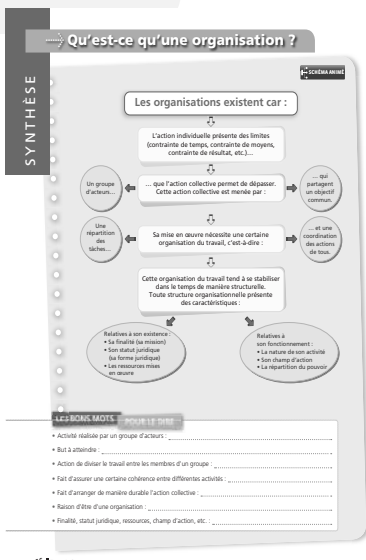 Qu'est-ce qu'une organisation ?
SYNTHÈSE
SCHÉMA ANIMÉ
Les organisations existent car :
L'action individuelle présente des limites
(contrainte de temps, contrainte de moyens,
contrainte de résultat, etc.)...
Un groupe
d'acteurs...
... que l'action collective permet de dépasser.
Cette action collective est menée par :
... qui
partagent
un objectif
commun.
Une
répartition
des
tâches...
Sa mise en œuvre nécessite une certaine
organisation du travail, c'est-à-dire :
... et une
coordination
des actions
de tous.
Cette organisation du travail tend à se stabiliser
dans le temps de manière structurelle.
Toute structure organisationnelle présente
des caractéristiques :
Relatives à son existence :
• Sa finalité (sa mission)
• Son statut juridique
(sa forme juridique)
• Les ressources mises
en œuvre
Relatives à
son fonctionnement :
• La nature de son activité
• Son champ d'action
• La répartition du pouvoir
LES BONS MOTS POUR LE DIRE
• Activité réalisée par un groupe d'acteurs :
• But à atteindre :
• Action de diviser le travail entre les membres d'un groupe :
• Fait d'assurer une certaine cohérence entre différentes activités :
• Fait d'arranger de manière durable l'action collective :
• Raison d'être d'une organisation :
• Finalité, statut juridique, ressources, champ d'action, etc. :